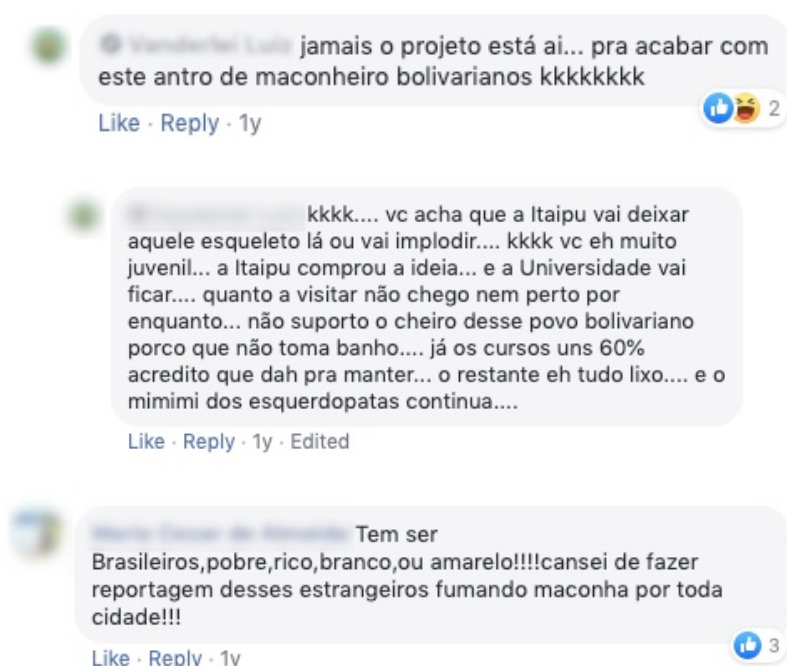 jamais o projeto está ai... pra acabar com
este antro de maconheiro bolivarianos kkkkkkkk
2
Like · Reply · 1y
kkkk.... vc acha que a Itaipu vai deixar
aquele esqueleto lá ou vai implodir.... kkkk vc eh muito
juvenil... a Itaipu comprou a ideia... e a Universidade vai
ficar.... quanto a visitar não chego nem perto por
enquanto... não suporto o cheiro desse povo bolivariano
porco que não toma banho.... já os cursos uns 60%
acredito que dah pra manter... o restante eh tudo lixo.... e o
mimimi dos esquerdopatas continua....
Like · Reply · 1y · Edited
Tem ser
Brasileiros,pobre,rico,branco,ou amarelo!!!!cansei de fazer
reportagem desses estrangeiros fumando maconha por toda
cidade!!!
3
Like · Reply · 1y